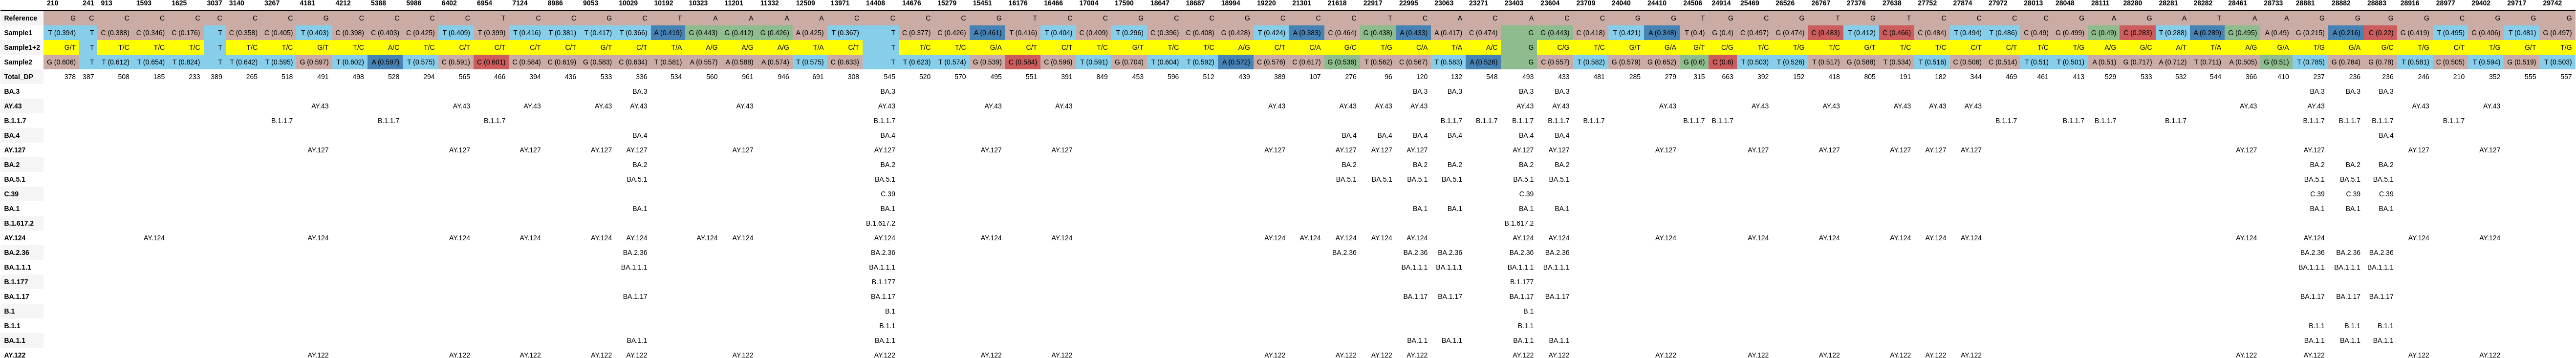 210 241 913 1593 1625 3037 3140 3267 4181 4212 5388 5986 6402 6954 7124 8986 9053 10029 10192 10323 11201 11332 12509 13971 14408 14676 15279 15451 16176 16466 17004 17590 18647 18687 18994 19220 21301 21618 22917 22995 23063 23271 23403 23604 23709 24040 24410 24506 24914 25469 26526 26767 27376 27638 27752 27874 27972 28013 28048 28111 28280 28281 28282 28461 28733 28881 28882 28883 28916 28977 29402 29717 29742
Reference
Sample1 T (0.394) T C (0.388) C (0.346) C (0.176) T C (0.358) C (0.405) T (0.403) C (0.398) C (0.403) C (0.425) T (0.409) T (0.399) T (0.416) T (0.381) T (0.417) T (0.366) A (0.419) G (0.443) G (0.412) G (0.426) A (0.425) T (0.367) T C (0.377) C (0.426) A (0.461) T (0.416) T (0.404) C (0.409) T (0.296) C (0.396) C (0.408) G (0.428) T (0.424) A (0.383) C (0.464) G (0.438) A (0.433) A (0.417) C (0.474) G G (0.443) C (0.418) T (0.421) A (0.348) T (0.4) G (0.4) C (0.497) G (0.474) C (0.483) T (0.412) C (0.466) C (0.484) T (0.494) T (0.486) C (0.49) G (0.499) G (0.49) C (0.283) T (0.288) A (0.289) G (0.495) A (0.49) G (0.215) A (0.216) C (0.22) G (0.419) T (0.495) G (0.406) T (0.481) G (0.497)
Sample1+2
Sample2 G (0.606) T T (0.612) T (0.654) T (0.824) T T (0.642) T (0.595) G (0.597) T (0.602) A (0.597) T (0.575) C (0.591) C (0.601) C (0.584) C (0.619) G (0.583) C (0.634) T (0.581) A (0.557) A (0.588) A (0.574) T (0.575) C (0.633) T T (0.623) T (0.574) G (0.539) C (0.584) C (0.596) T (0.591) G (0.704) T (0.604) T (0.592) A (0.572) C (0.576) C (0.617) G (0.536) T (0.562) C (0.567) T (0.583) A (0.526) G C (0.557) T (0.582) G (0.579) G (0.652) G (0.6) C (0.6) T (0.503) T (0.526) T (0.517) G (0.588) T (0.534) T (0.516) C (0.506) C (0.514) T (0.51) T (0.501) A (0.51) G (0.717) A (0.712) T (0.711) A (0.505) G (0.51) T (0.785) G (0.784) G (0.78) T (0.581) C (0.505) T (0.594) G (0.519) T (0.503)
Total_DP 378 387 508 185 233 389 265 518 491 498 528 294 565 466 394 436 533 336 534 560 961 946 691 308 545 520 570 495 551 391 849 453 596 512 439 389 107 276 96 120 132 548 493 433 481 285 279 315 663 392 152 418 805 191 182 344 469 461 413 529 533 532 544 366 410 237 236 236 246 210 352 555 557
BA.3 BA.3 BA.3 BA.3 BA.3 BA.3 BA.3 BA.3 BA.3 BA.3
AY.43 AY.43 AY.43 AY.43 AY.43 AY.43 AY.43 AY.43 AY.43 AY.43 AY.43 AY.43 AY.43 AY.43 AY.43 AY.43 AY.43 AY.43 AY.43 AY.43 AY.43 AY.43 AY.43 AY.43 AY.43 AY.43
B.1.1.7 B.1.1.7 B.1.1.7 B.1.1.7 B.1.1.7 B.1.1.7 B.1.1.7 B.1.1.7 B.1.1.7 B.1.1.7 B.1.1.7 B.1.1.7 B.1.1.7 B.1.1.7 B.1.1.7 B.1.1.7 B.1.1.7 B.1.1.7 B.1.1.7 B.1.1.7
BA.4 BA.4 BA.4 BA.4 BA.4 BA.4 BA.4 BA.4 BA.4 BA.4
AY.127 AY.127 AY.127 AY.127 AY.127 AY.127 AY.127 AY.127 AY.127 AY.127 AY.127 AY.127 AY.127 AY.127 AY.127 AY.127 AY.127 AY.127 AY.127 AY.127 AY.127 AY.127 AY.127 AY.127 AY.127 AY.127
BA.2 BA.2 BA.2 BA.2 BA.2 BA.2 BA.2 BA.2 BA.2 BA.2 BA.2
BA.5.1 BA.5.1 BA.5.1 BA.5.1 BA.5.1 BA.5.1 BA.5.1 BA.5.1 BA.5.1 BA.5.1 BA.5.1 BA.5.1
C.39 C.39 C.39 C.39 C.39 C.39
BA.1 BA.1 BA.1 BA.1 BA.1 BA.1 BA.1 BA.1 BA.1 BA.1
B.1.617.2 B.1.617.2 B.1.617.2
AY.124 AY.124 AY.124 AY.124 AY.124 AY.124 AY.124 AY.124 AY.124 AY.124 AY.124 AY.124 AY.124 AY.124 AY.124 AY.124 AY.124 AY.124 AY.124 AY.124 AY.124 AY.124 AY.124 AY.124 AY.124 AY.124 AY.124 AY.124 AY.124
BA.2.36 BA.2.36 BA.2.36 BA.2.36 BA.2.36 BA.2.36 BA.2.36 BA.2.36 BA.2.36 BA.2.36 BA.2.36
BA.1.1.1 BA.1.1.1 BA.1.1.1 BA.1.1.1 BA.1.1.1 BA.1.1.1 BA.1.1.1 BA.1.1.1 BA.1.1.1 BA.1.1.1
B.1.177 B.1.177 B.1.177
BA.1.17 BA.1.17 BA.1.17 BA.1.17 BA.1.17 BA.1.17 BA.1.17 BA.1.17 BA.1.17 BA.1.17
B.1 B.1 B.1
B.1.1 B.1.1 B.1.1 B.1.1 B.1.1 B.1.1
BA.1.1 BA.1.1 BA.1.1 BA.1.1 BA.1.1 BA.1.1 BA.1.1 BA.1.1 BA.1.1 BA.1.1
AY.122 AY.122 AY.122 AY.122 AY.122 AY.122 AY.122 AY.122 AY.122 AY.122 AY.122 AY.122 AY.122 AY.122 AY.122 AY.122 AY.122 AY.122 AY.122 AY.122 AY.122 AY.122 AY.122 AY.122 AY.122 AY.122